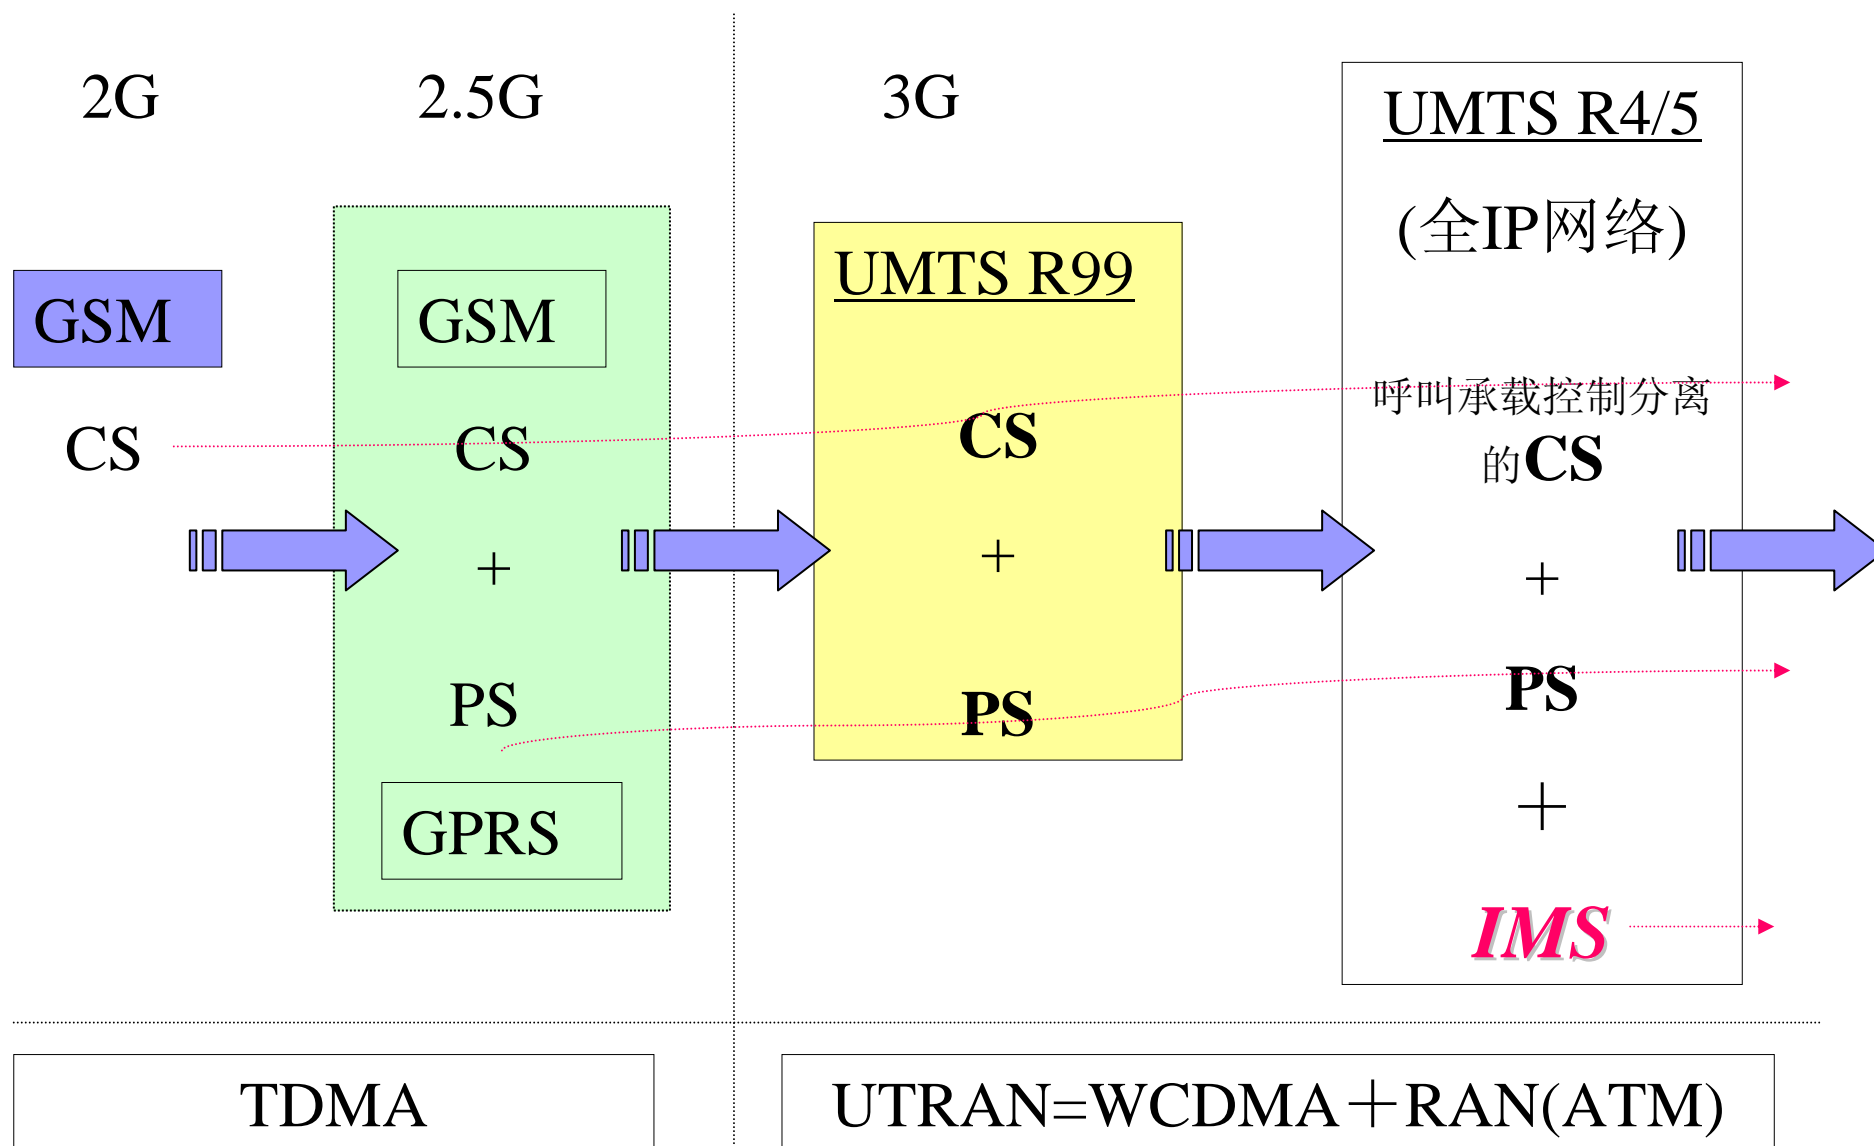 2G
2.5G
3G
UMTS R4/5
(全IP网络)
GSM
CS
GSM
CS
+
PS
GPRS
UMTS R99
CS
+
PS
呼叫承载控制分离
的CS
+
PS
+
IMS
TDMA
UTRAN=WCDMA+RAN(ATM)